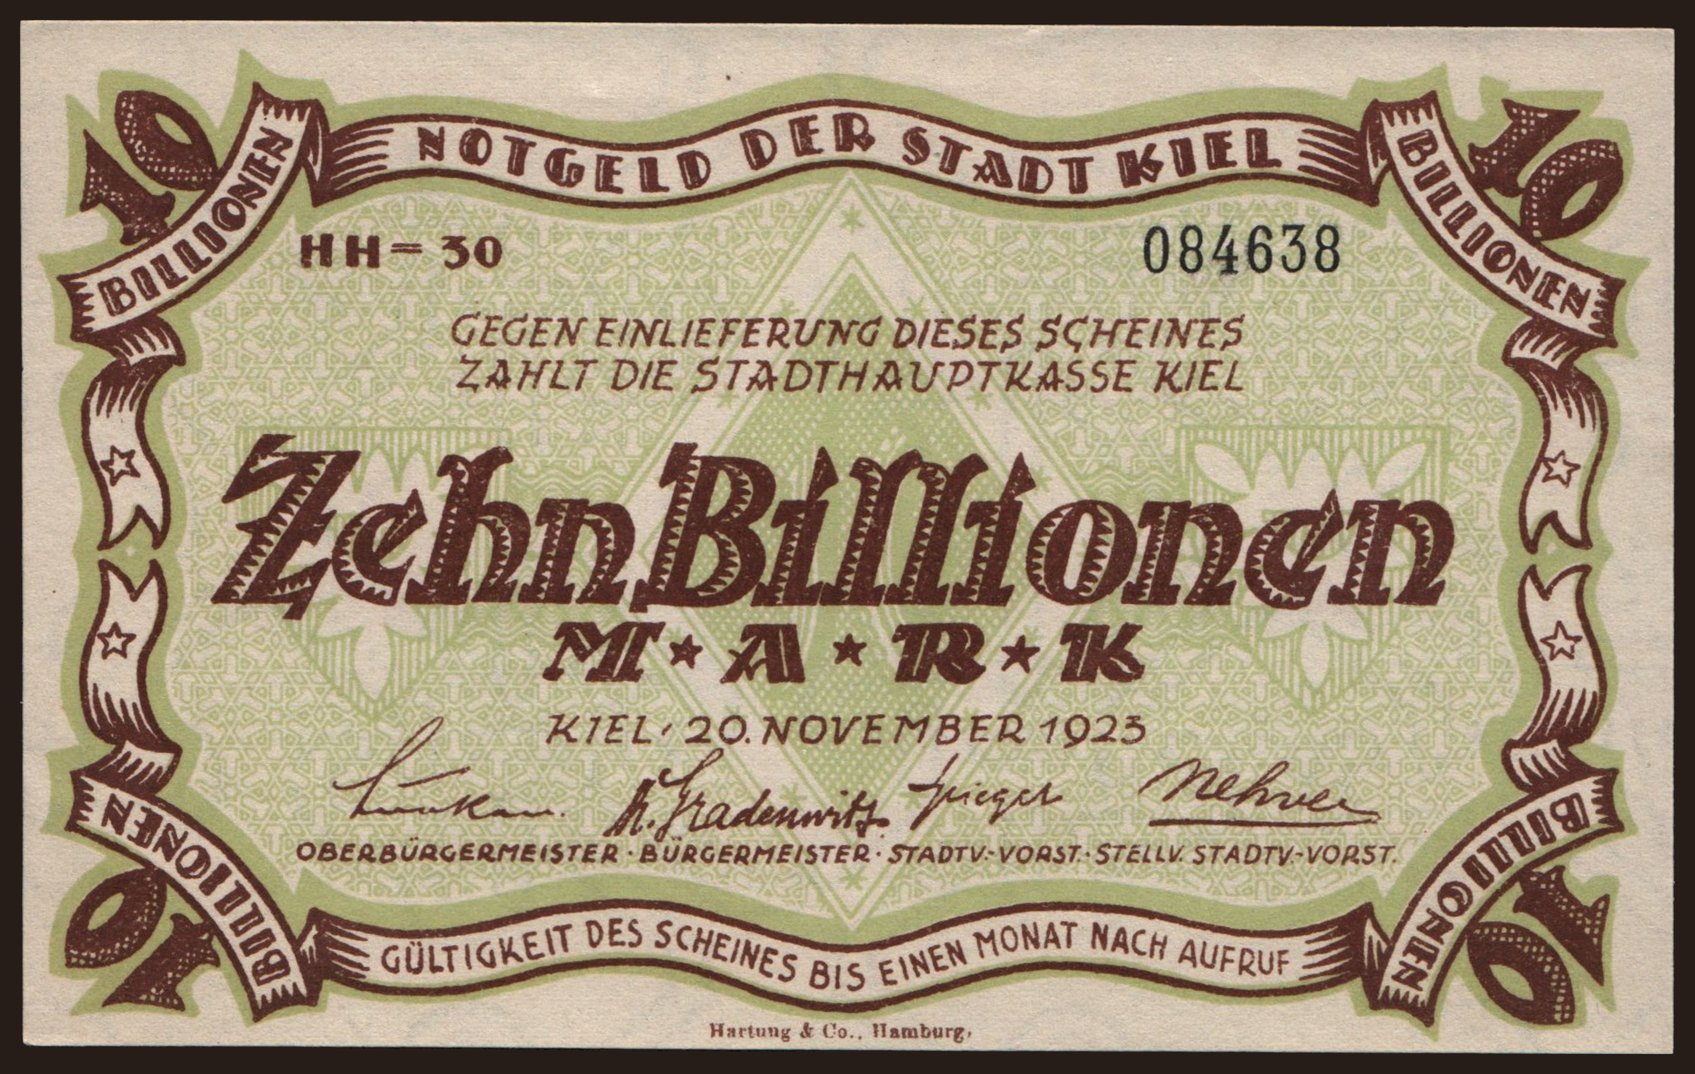 10 BILLIONEN
NOTGELD DER STADT KIEL
10 BILLIONEN
HH= 30
084638
GEGEN EINLIEFERUNG DIESES SCHEINES
ZAHLT DIE STADTHAUPTKASSE KIEL
Zehn Billionen
M★A★R★K
KIEL, 20. NOVEMBER 1923
A. Gradenwitz.
OBERBÜRGERMEISTER · BÜRGERMEISTER · STADTV.-VORST. · STELLV. STADTV.-VORST.
10 BILLIONEN
GÜLTIGKEIT DES SCHEINES BIS EINEN MONAT NACH AUFRUF
10 BILLIONEN
Hartung & Co., Hamburg,